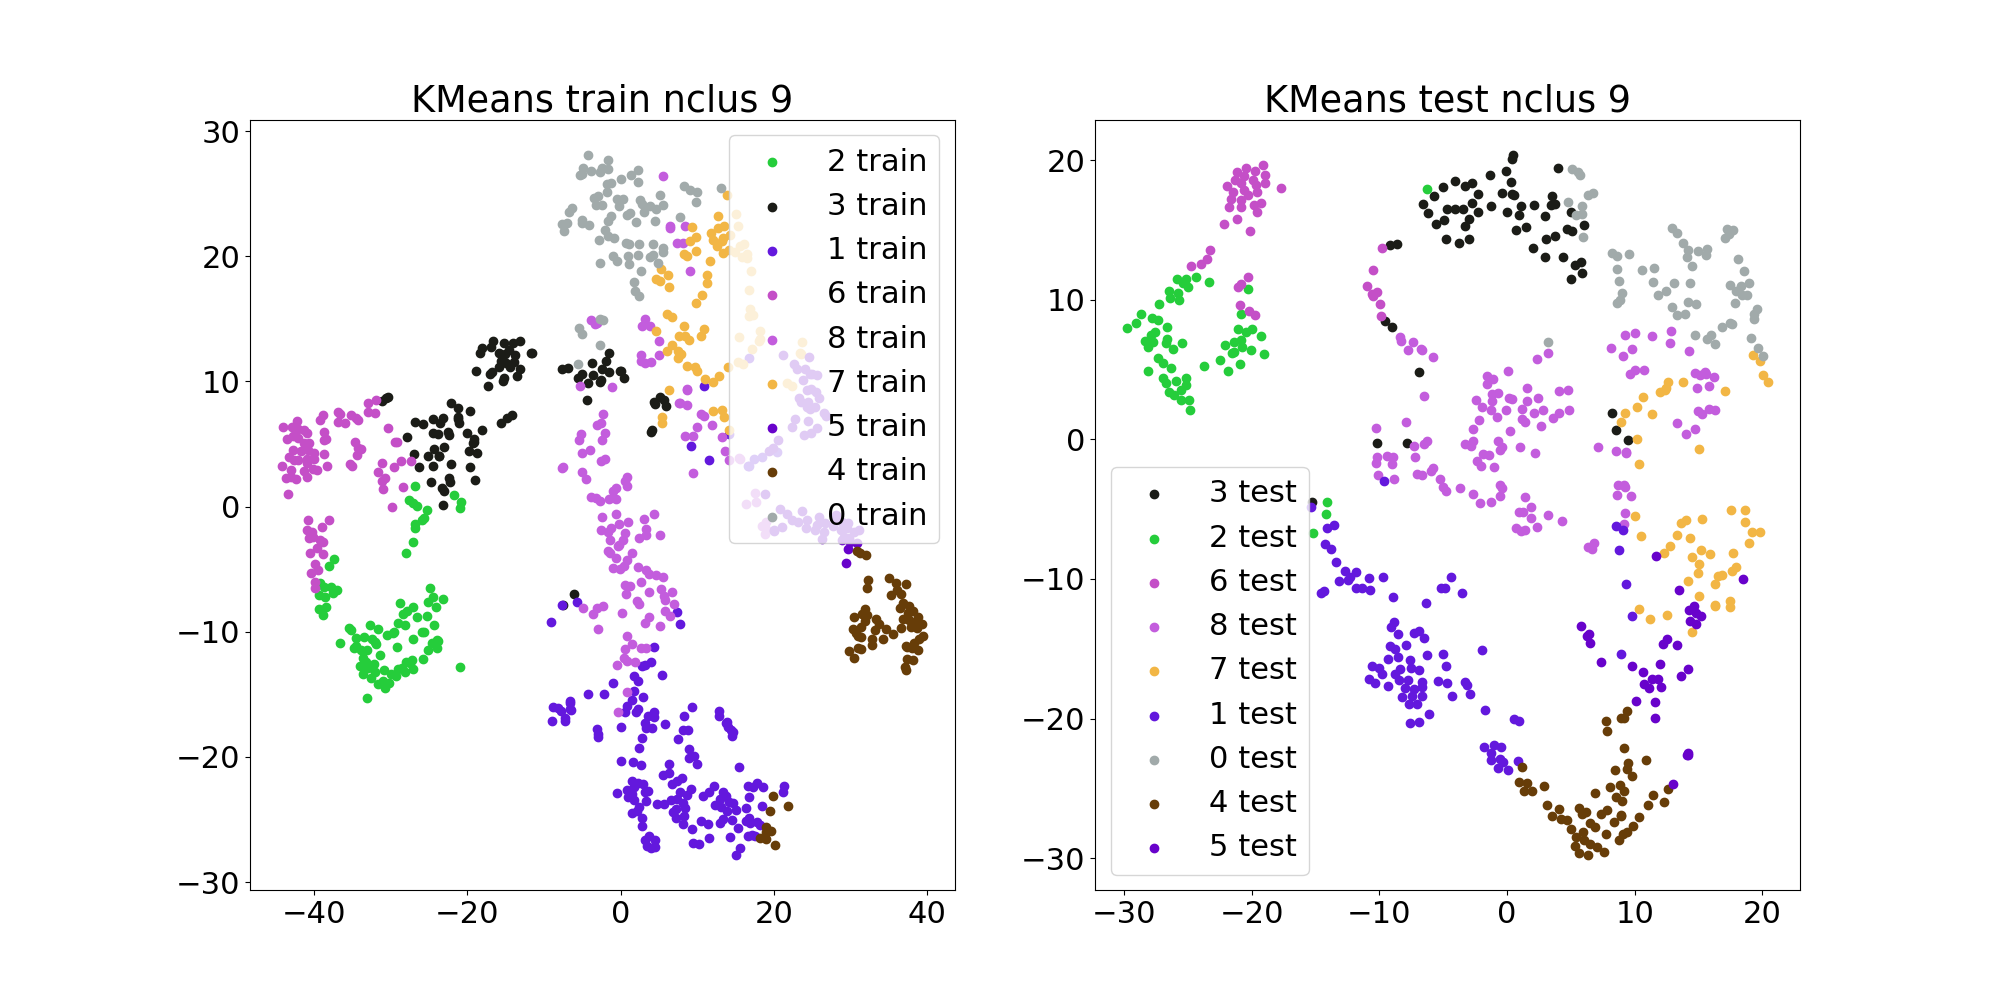 KMeans train nclus 9
30
20
10
0
−10
−20
−30
−40
−20
0
20
40
2 train
3 train
1 train
6 train
8 train
7 train
5 train
4 train
0 train
KMeans test nclus 9
20
10
0
−10
−20
−30
−30
−20
−10
0
10
20
3 test
2 test
6 test
8 test
7 test
1 test
0 test
4 test
5 test